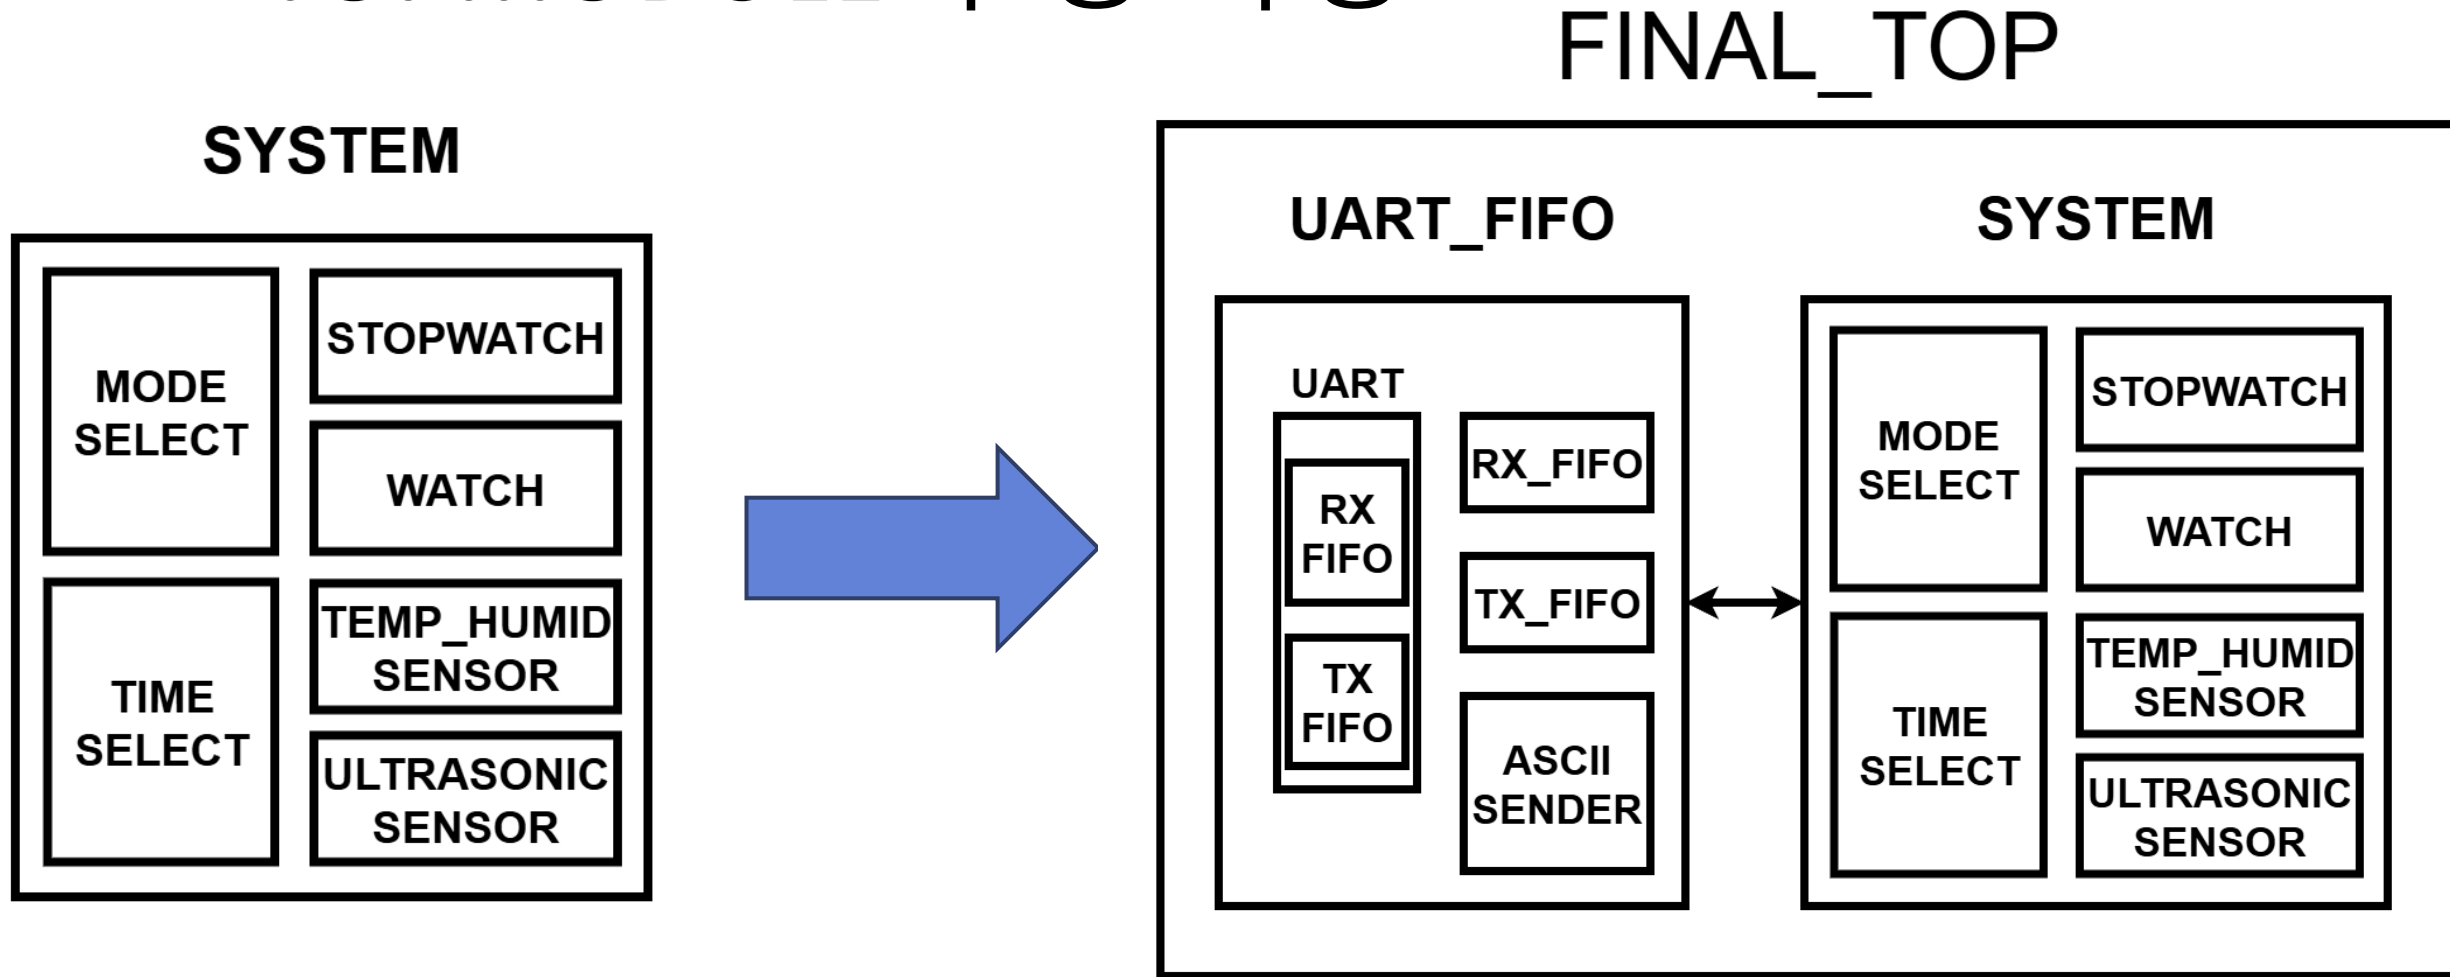 FINAL_TOP
SYSTEM
MODE
SELECT
STOPWATCH
WATCH
TIME
SELECT
TEMP_HUMID
SENSOR
ULTRASONIC
SENSOR
UART_FIFO
UART
RX
FIFO
TX
FIFO
RX_FIFO
TX_FIFO
ASCII
SENDER
SYSTEM
MODE
SELECT
STOPWATCH
WATCH
TIME
SELECT
TEMP_HUMID
SENSOR
ULTRASONIC
SENSOR